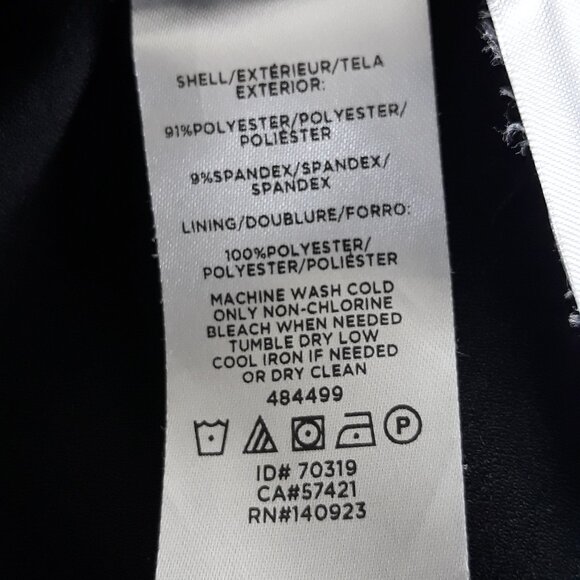 SHELL/EXTÉRIEUR/TELA
EXTERIOR:
91%POLYESTER/POLYESTER/
POLIÉSTER
9%SPANDEX/SPANDEX/
SPANDEX
LINING/DOUBLURE/FORRO:
100%POLYESTER/
POLYESTER/POLIÉSTER
MACHINE WASH COLD
ONLY NON-CHLORINE
BLEACH WHEN NEEDED
TUMBLE DRY LOW
COOL IRON IF NEEDED
OR DRY CLEAN
484499
P
ID# 70319
CA#57421
RN#140923